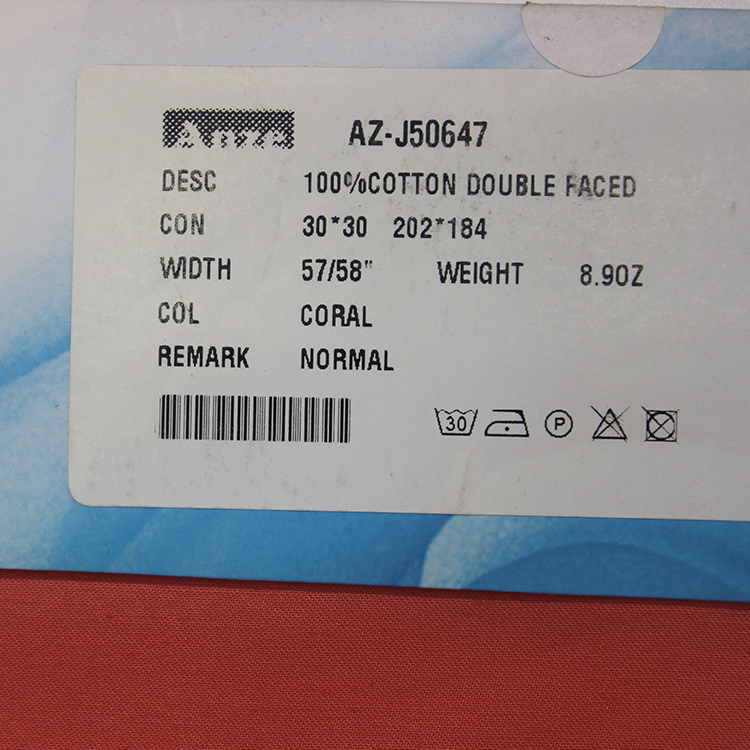 Anze AZ-J50647
DESC 100%COTTON DOUBLE FACED
CON 30*30 202*184
WIDTH 57/58" WEIGHT 8.9OZ
COL CORAL
REMARK NORMAL
30 P